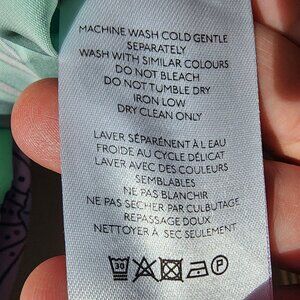 MACHINE WASH COLD GENTLE
SEPARATELY
WASH WITH SIMILAR COLOURS
DO NOT BLEACH
DO NOT TUMBLE DRY
IRON LOW
DRY CLEAN ONLY
LAVER SÉPARÉNENT À L'EAU
FROIDE AU CYCLE DÉLICAT
LAVER AVEC DES COULEURS
SEMBLABLES
NE PAS BLANCHIR
NE PAS SECHER PAR CULBUTAGE
REPASSAGE DOUX
NETTOYER À SEC SEULEMENT
30 P